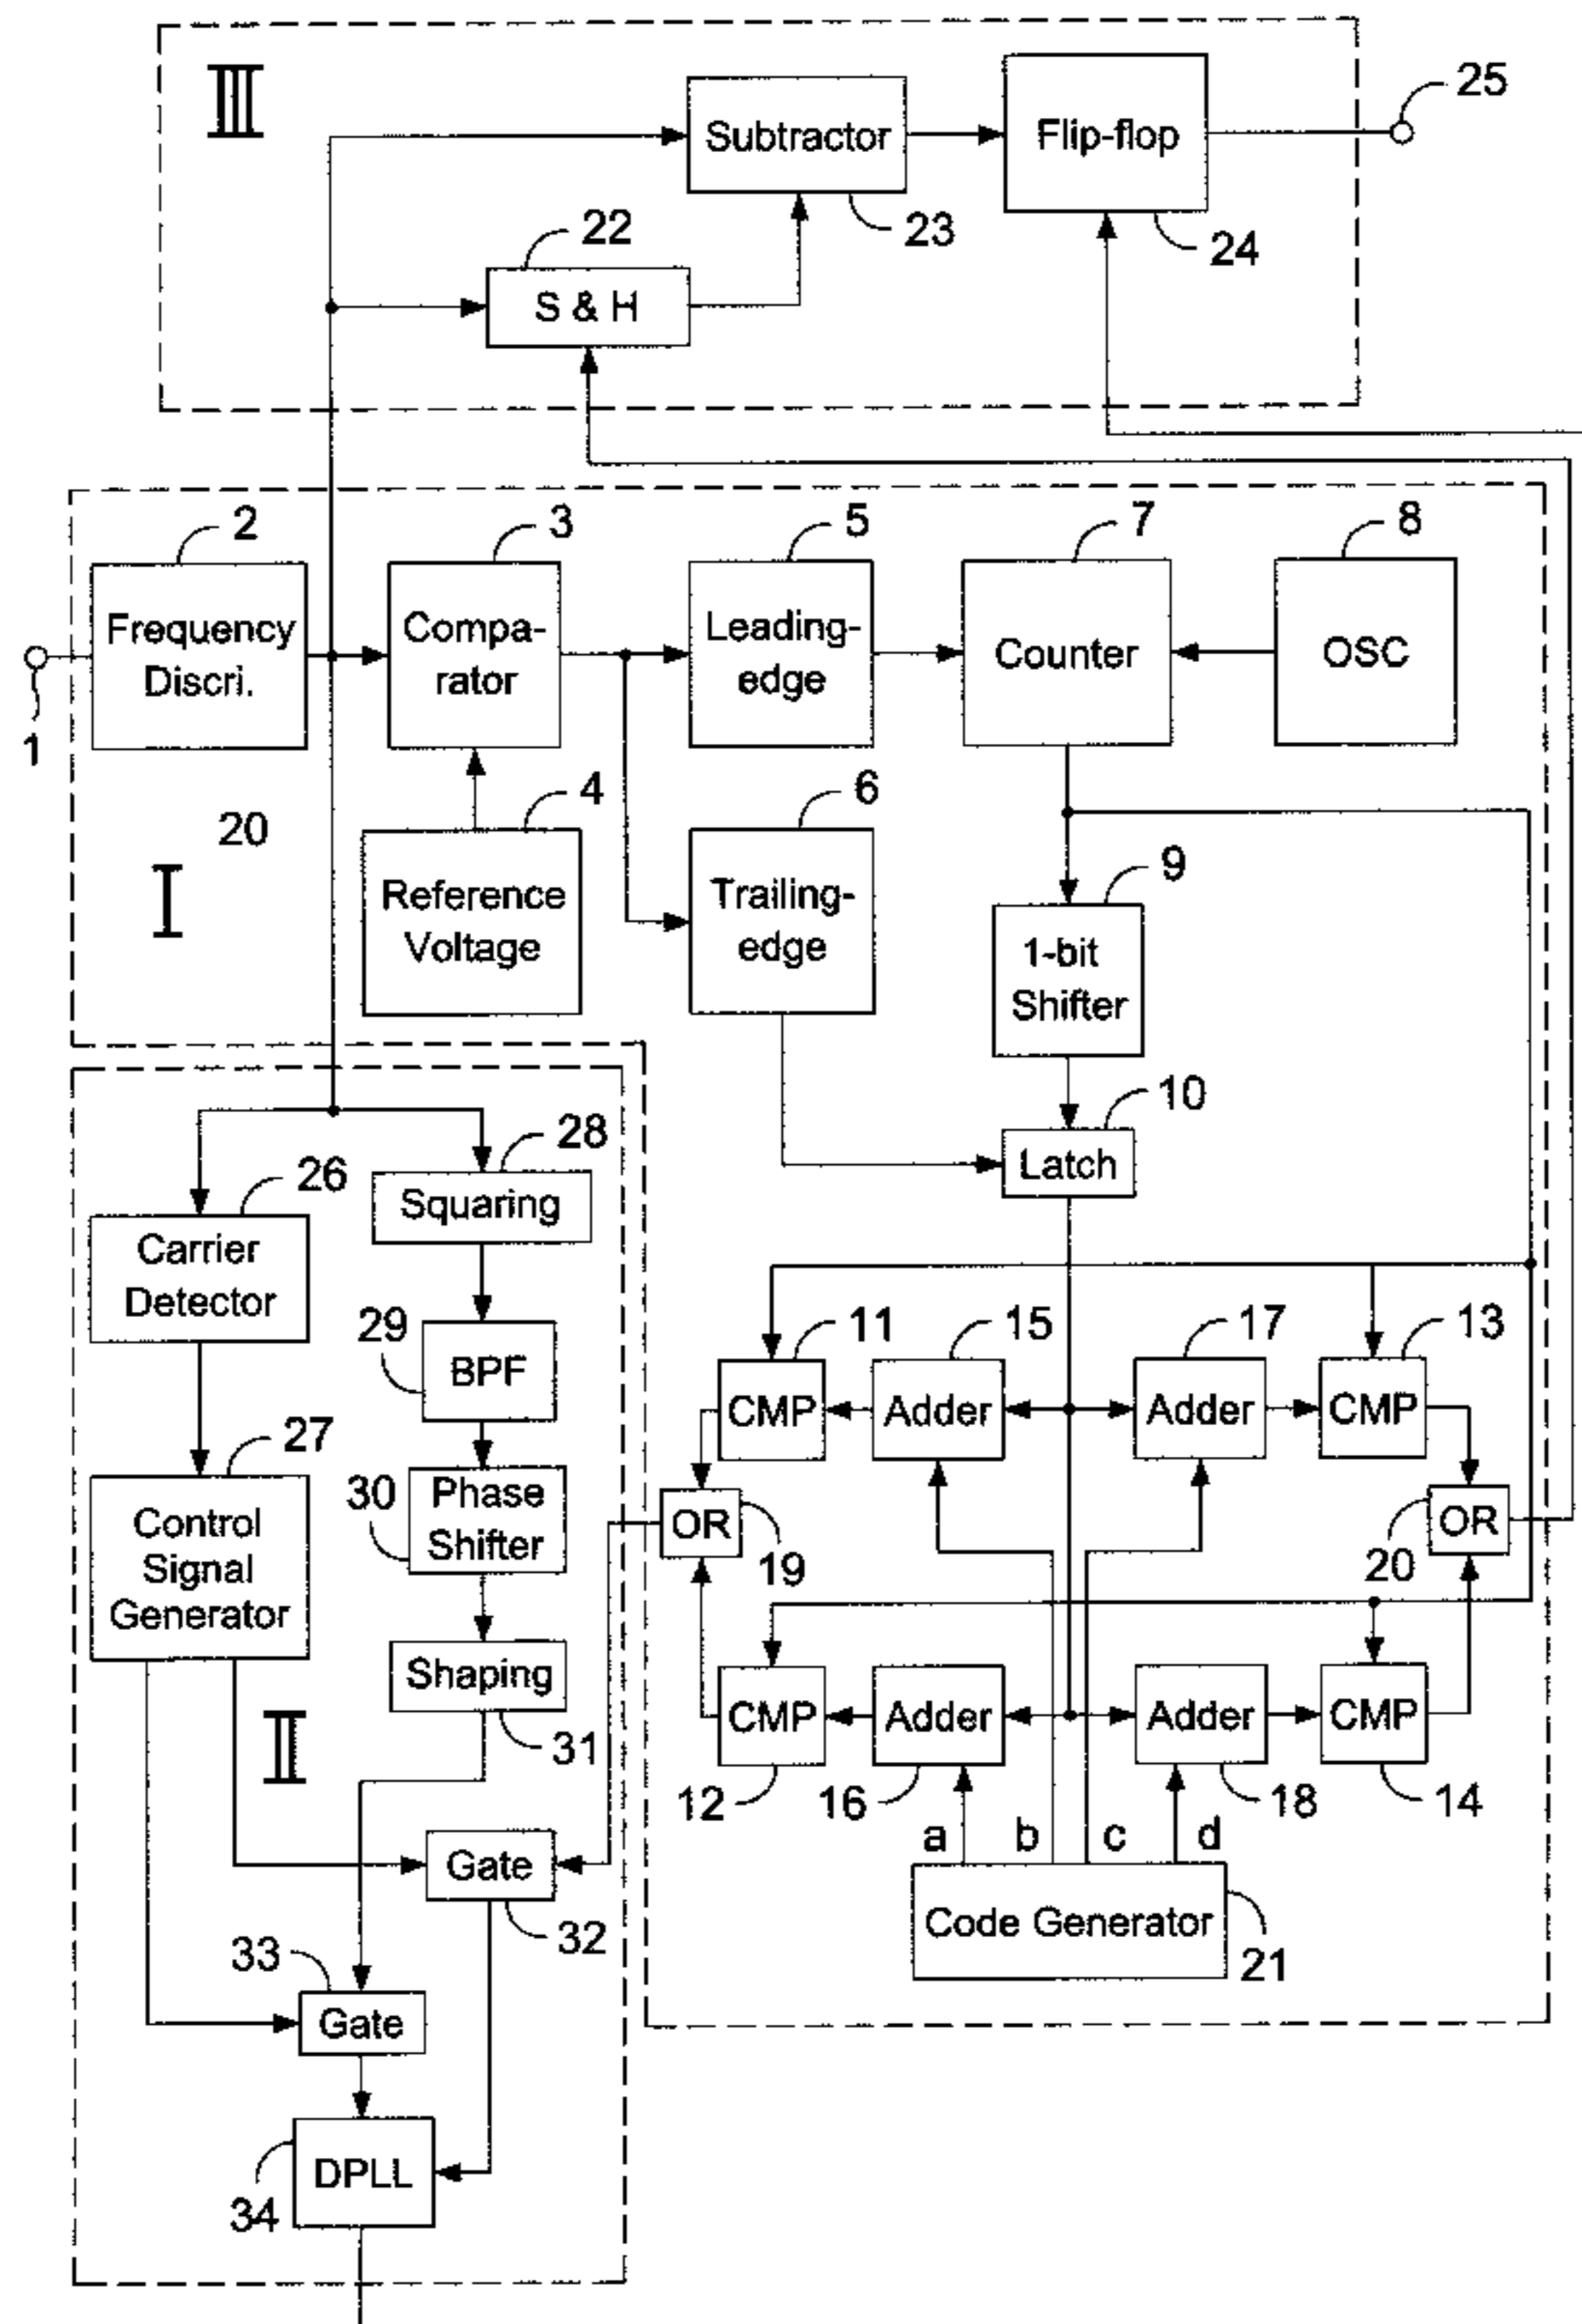 III
25
Subtractor
Flip-flop
22
23
24
S & H
2
3
5
7
8
Frequency
Discri.
Compa-
rator
Leading-
edge
Counter
OSC
1
20
4
6
9
I
Reference
Voltage
Trailing-
edge
1-bit
Shifter
10
28
Latch
26
Squaring
Carrier
Detector
29
BPF
11
15
17
13
CMP
Adder
Adder
CMP
27
30
Phase
Shifter
OR
19
20
OR
Control
Signal
Generator
Shaping
31
II
CMP
Adder
Adder
CMP
12
16
18
14
a
b
c
d
Gate
32
Code Generator
21
33
Gate
DPLL
34